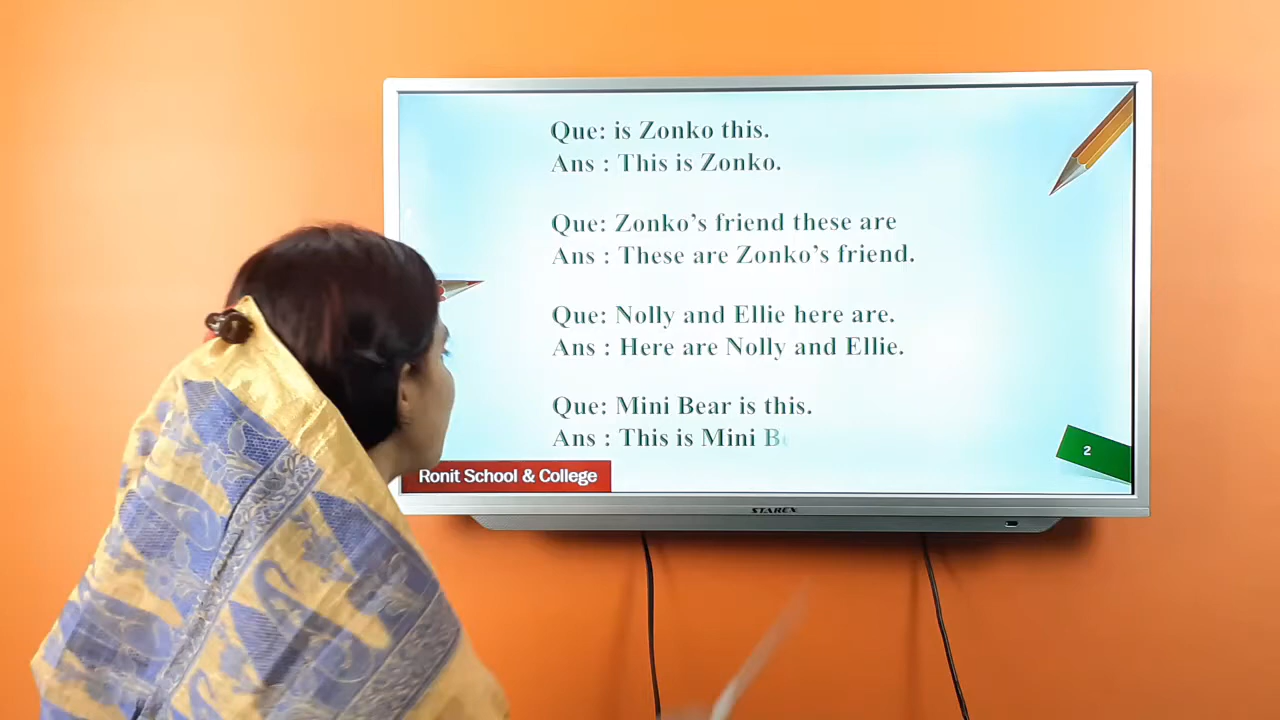 Que: is Zonko this.
Ans : This is Zonko.
Que: Zonko's friend these are
Ans : These are Zonko's friend.
Que: Nolly and Ellie here are.
Ans : Here are Nolly and Ellie.
Que: Mini Bear is this.
Ans : This is Mini
2
Ronit School & College
STAREX